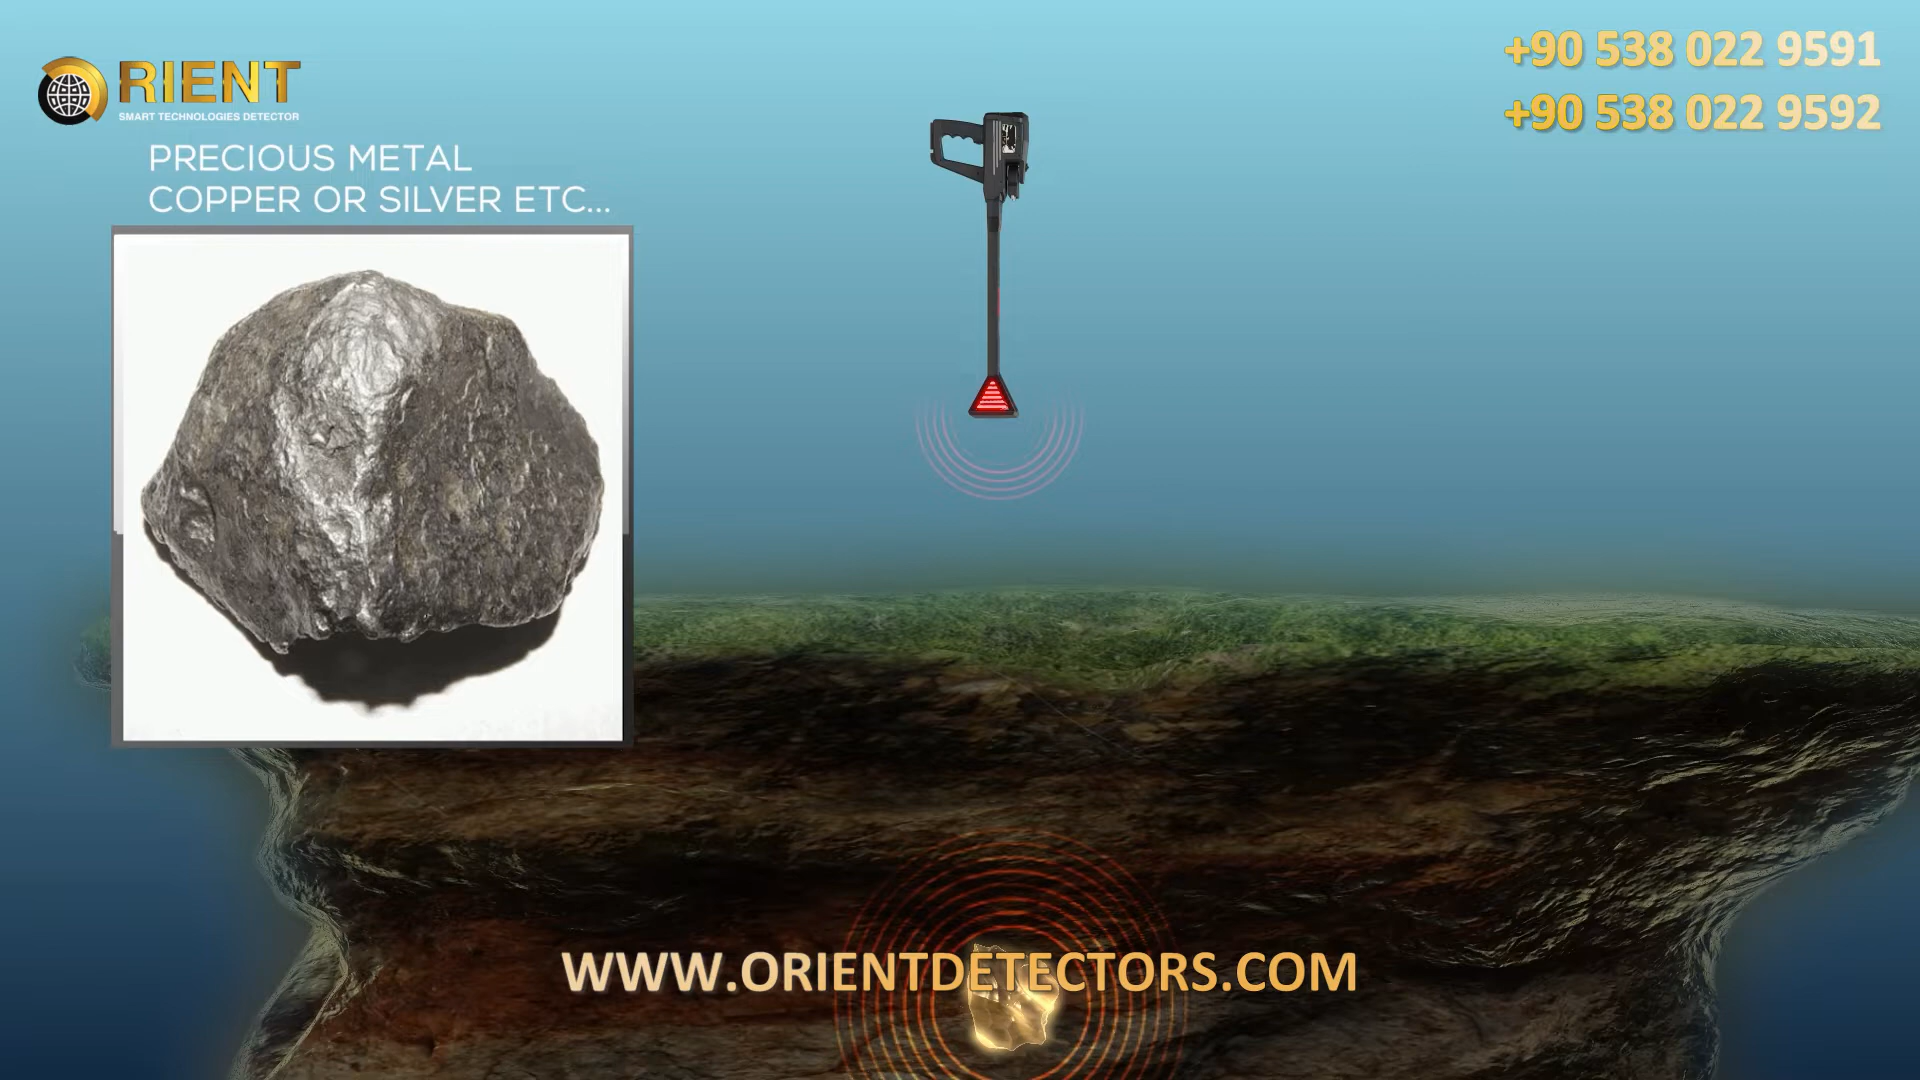 ORIENT
SMART TECHNOLOGIES DETECTOR
+90 538 022 9591
+90 538 022 9592
PRECIOUS METAL
COPPER OR SILVER ETC...
WWW.ORIENTDETECTORS.COM